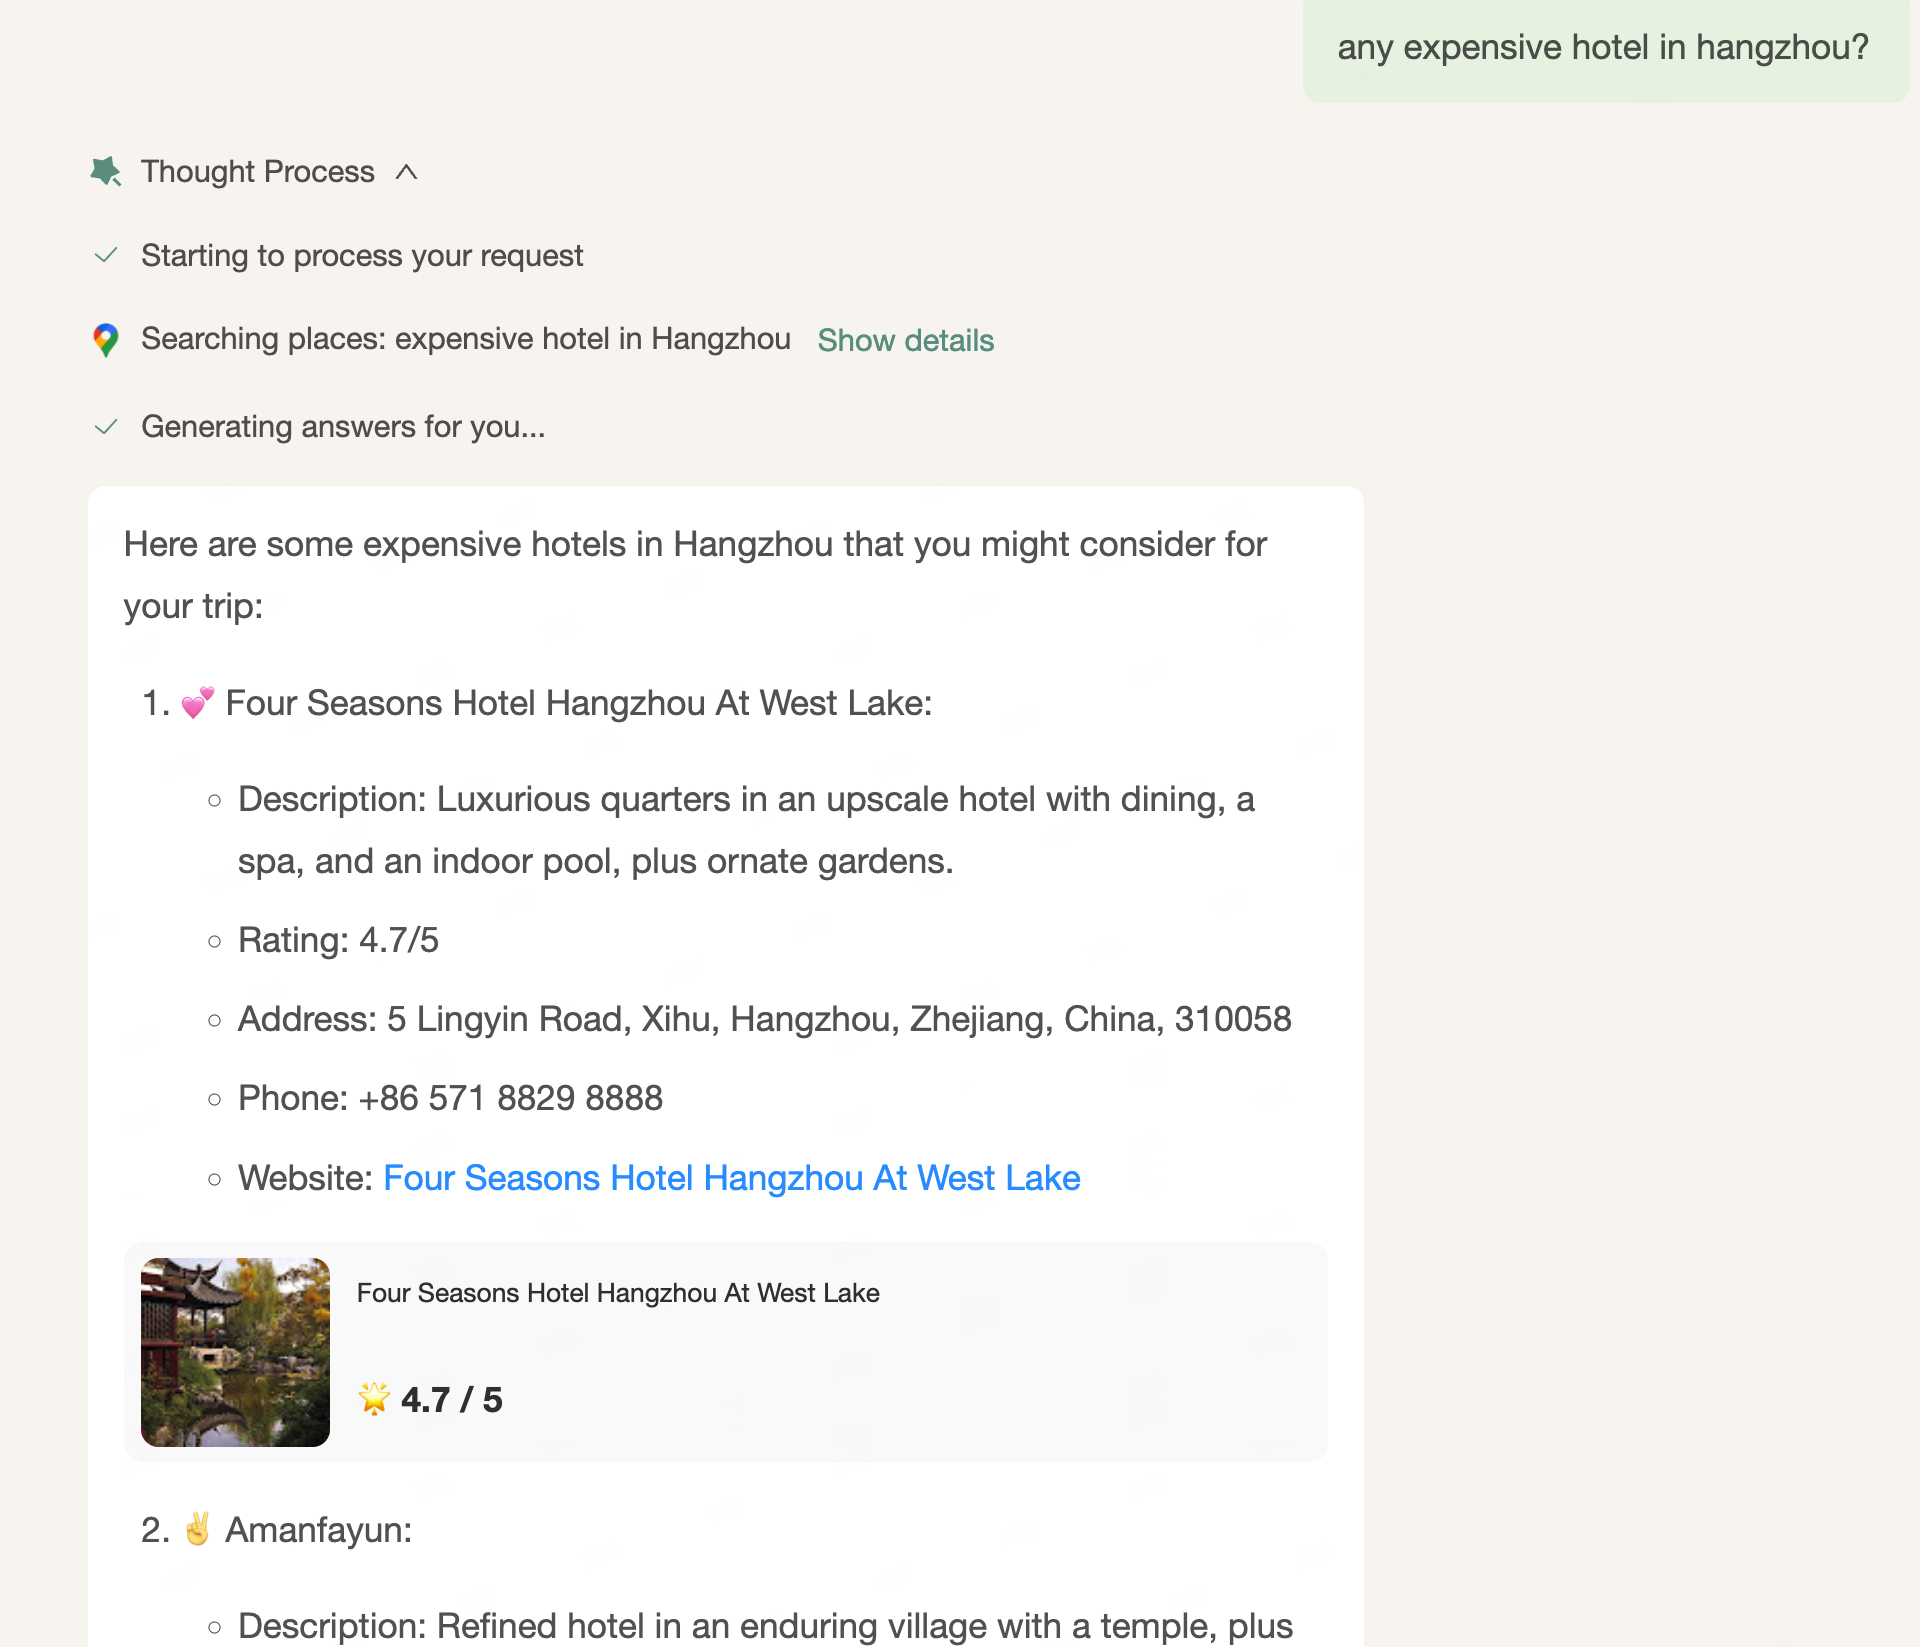 any expensive hotel in hangzhou?
Thought Process
Starting to process your request
Searching places: expensive hotel in Hangzhou Show details
Generating answers for you...
Here are some expensive hotels in Hangzhou that you might consider for
your trip:
1. 💕 Four Seasons Hotel Hangzhou At West Lake:
Description: Luxurious quarters in an upscale hotel with dining, a
spa, and an indoor pool, plus ornate gardens.
Rating: 4.7/5
Address: 5 Lingyin Road, Xihu, Hangzhou, Zhejiang, China, 310058
Phone: +86 571 8829 8888
Website: Four Seasons Hotel Hangzhou At West Lake
Four Seasons Hotel Hangzhou At West Lake
🌟 4.7 / 5
2. ✌️ Amanfayun:
Description: Refined hotel in an enduring village with a temple, plus